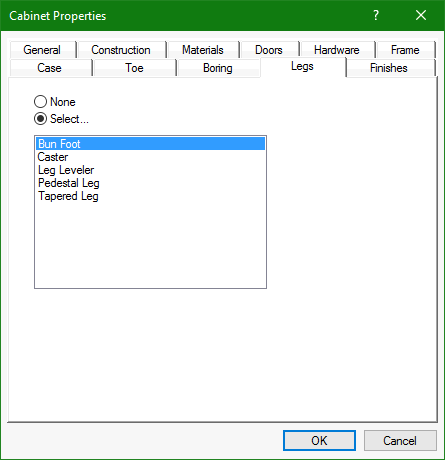 Cabinet Properties ?
General Construction Materials Doors Hardware Frame
Case Toe Boring Legs Finishes
None
Select...
Bun Foot
Caster
Leg Leveler
Pedestal Leg
Tapered Leg
OK Cancel